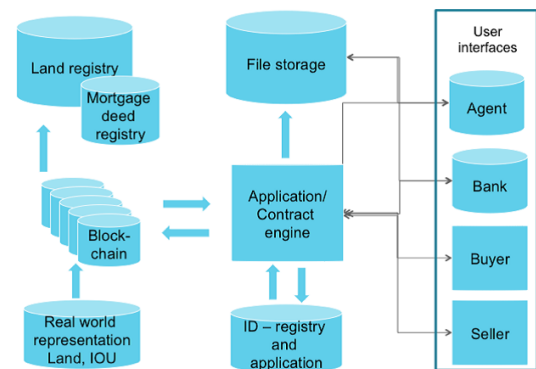 Land registry
Mortgage
deed
registry
Block-
chain
Real world
representation
Land, IOU
File storage
Application/
Contract
engine
ID – registry
and
application
User
interfaces
Agent
Bank
Buyer
Seller